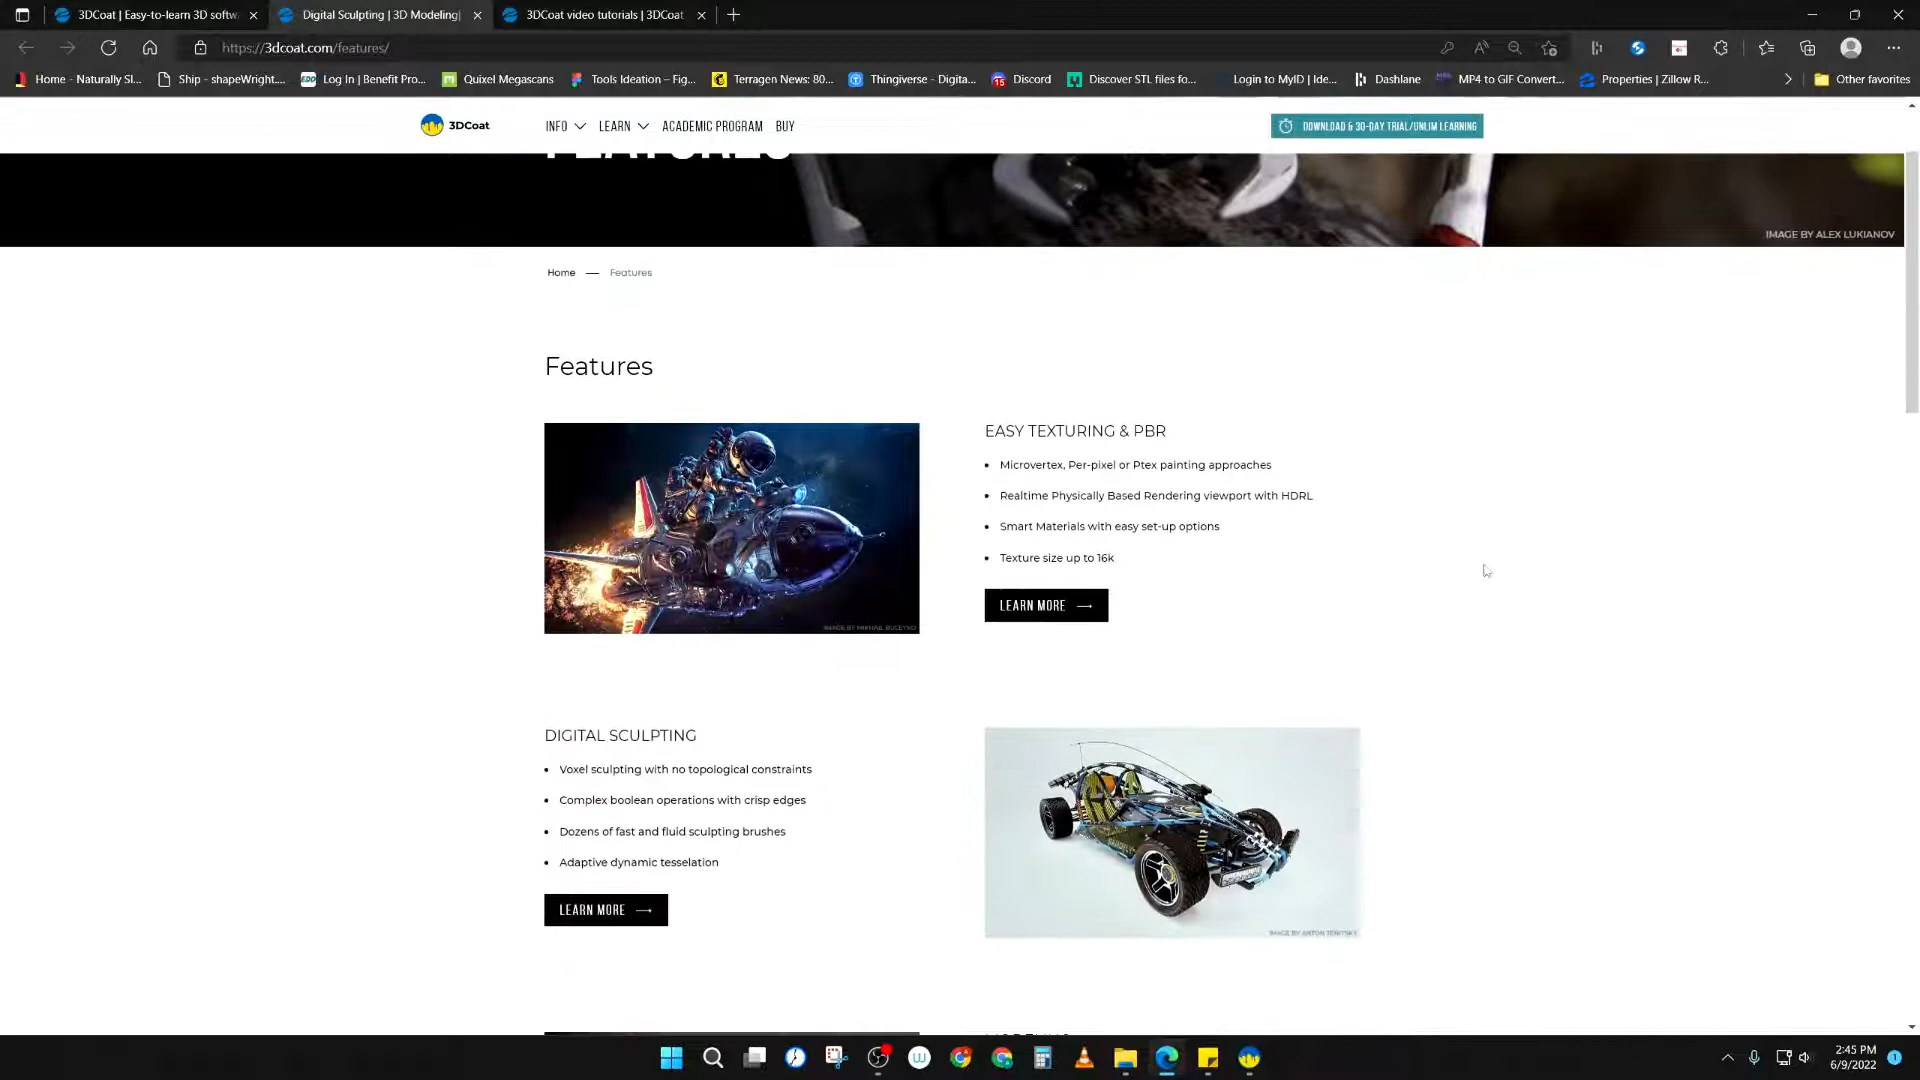 3DCoat | Easy-to-learn 3D softw
Digital Sculpting | 3D Modeling|
3DCoat video tutorials | 3DCoat
https://3dcoat.com/features/
Home - Naturally Sl...
Ship - shapeWright....
EDD Log In | Benefit Pro...
Quixel Megascans
Tools Ideation – Fig...
Terragen News: 80...
Thingiverse - Digita...
15 Discord
Discover STL files fo...
Login to MyID | Ide...
Dashlane
MP4 to GIF Convert...
Properties | Zillow R...
Other favorites
3DCoat
INFO
LEARN
ACADEMIC PROGRAM
BUY
DOWNLOAD & 30-DAY TRIAL/UNLIM LEARNING
FEATURES
IMAGE BY ALEX LUKIANOV
Home — Features
Features
IMAGE BY MIKHAIL BUCEYKO
EASY TEXTURING & PBR
• Microvertex, Per-pixel or Ptex painting approaches
• Realtime Physically Based Rendering viewport with HDRL
• Smart Materials with easy set-up options
• Texture size up to 16k
LEARN MORE
DIGITAL SCULPTING
• Voxel sculpting with no topological constraints
• Complex boolean operations with crisp edges
• Dozens of fast and fluid sculpting brushes
• Adaptive dynamic tesselation
LEARN MORE
IMAGE BY ANTON TENITSKY
2:45 PM
6/9/2022
1